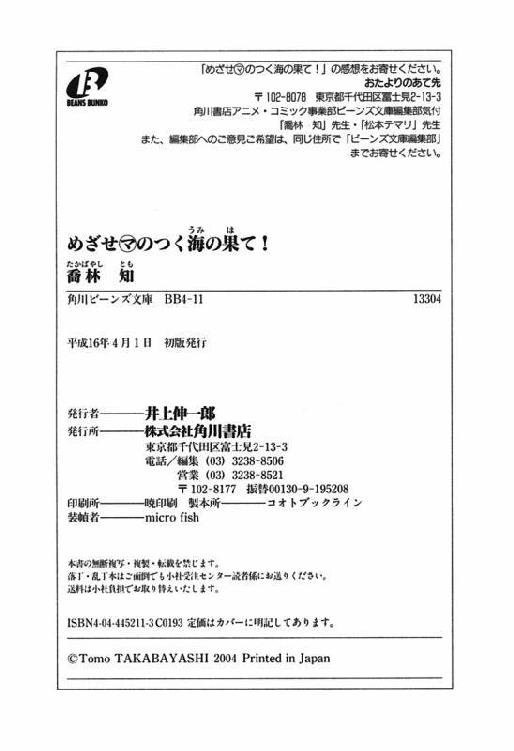 B
BEANS BUNKO
「めざせ㋮のつく海の果て!」の感想をお寄せください。
おたよりのあて先
〒102-8078 東京都千代田区富士見2-13-3
角川書店アニメ・コミック事業部ビーンズ文庫編集部気付
「喬林 知」先生・「松本テマリ」先生
また、編集部へのご意見ご希望は、同じ住所で「ビーンズ文庫編集部」
までお寄せください。
うみ は
めざせ㋮のつく海の果て!
たかばやし とも
喬林 知
角川ビーンズ文庫 BB4-11 13304
平成16年4月1日 初版発行
発行者―――井上伸一郎
発行所―――株式会社角川書店
東京都千代田区富士見2-13-3
電話/編集 (03) 3238-8506
営業 (03) 3238-8521
〒102-8177 振替00130-9-195208
印刷所―――暁印刷 製本所―――コオトブックライン
装幀者―――micro fish
本書の無断複写・複製・転載を禁じます。
落丁・乱丁本はご面倒でも小社受注センター読者係にお送りください。
送料は小社負担でお取り替えいたします。
ISBN4-04-445211-3 C0193 定価はカバーに明記してあります。
©Tomo TAKABAYASHI 2004 Printed in Japan